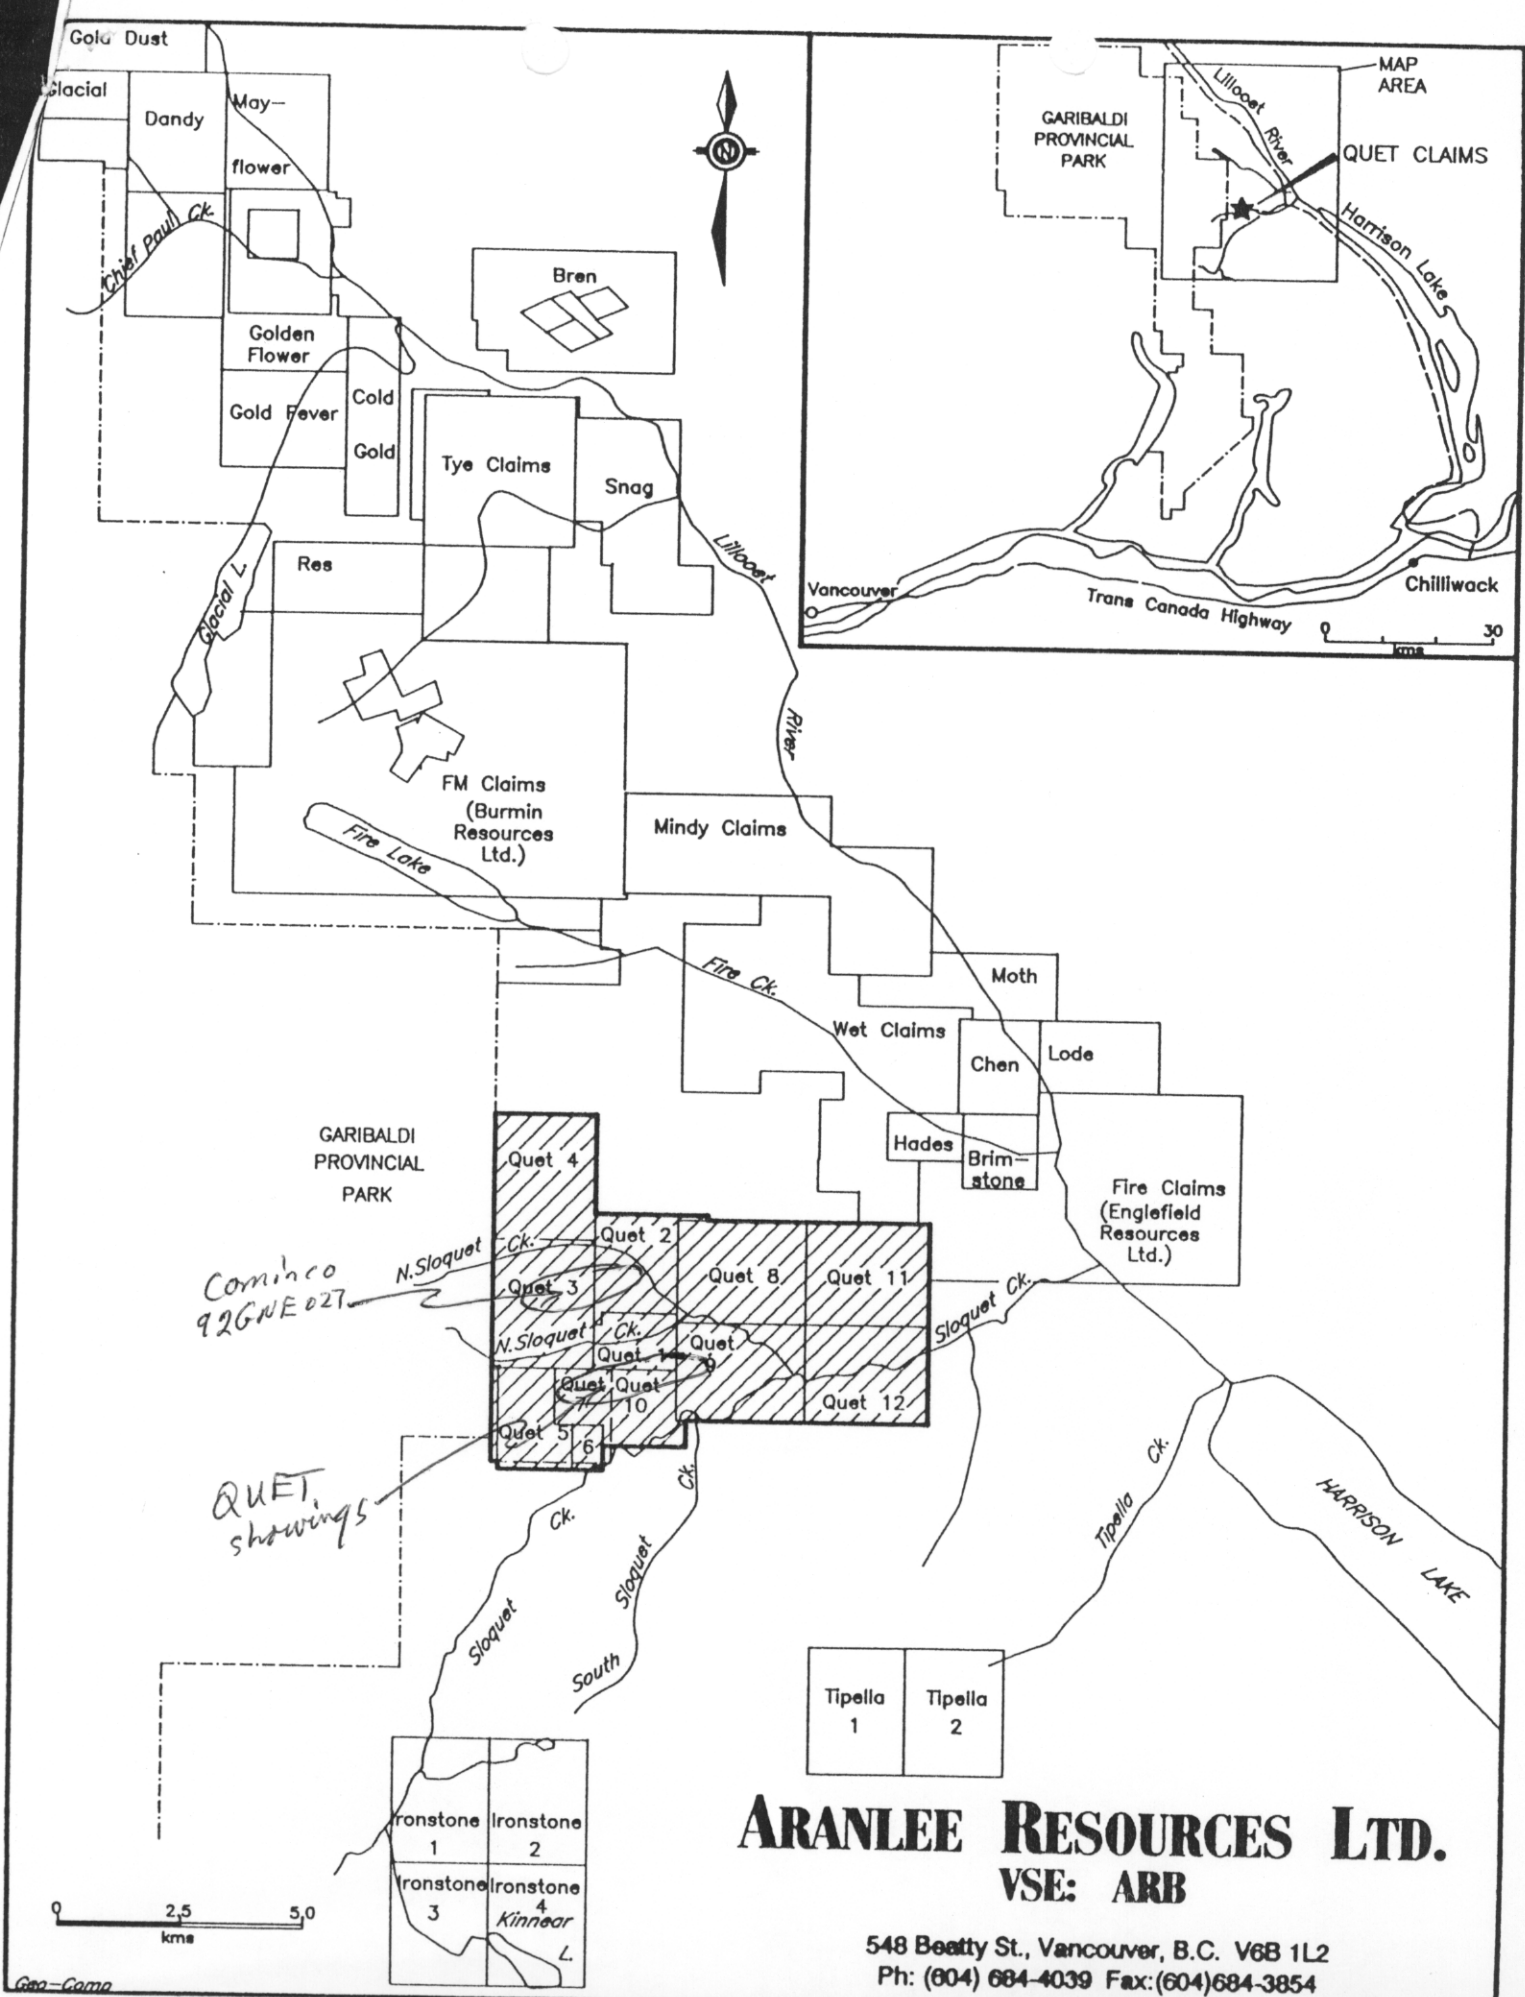 Gold Dust
Glacial
Dandy
May-
flower
Chief Paul Ck.
Golden
Flower
Gold Fever
Cold
Gold
Bren
Tye Claims
Snag
Res
Glacial L.
Lillooet
River
FM Claims
(Burmin
Resources
Ltd.)
Fire Lake
Mindy Claims
Fire Ck.
Wet Claims
Moth
Chen
Lode
Hades
Brim-
stone
Fire Claims
(Englefield
Resources
Ltd.)
GARIBALDI
PROVINCIAL
PARK
Quet 4
N.Sloquet Ck.
Quet 2
Quet 3
Quet 8
Quet 11
Cominco
92GNE027
N.Sloquet Ck.
Quet 1
Quet
9
Sloquet Ck.
Quet
7
Quet
10
Quet 12
Quet 5
6
QUET
showings
Sloquet Ck.
South Sloquet Ck.
Tipella Ck.
HARRISON LAKE
Tipella
1
Tipella
2
Ironstone
1
Ironstone
2
Ironstone
3
Ironstone
4
Kinnear
L.
0 2,5 5,0
kms
Geo-Comp
N
MAP
AREA
GARIBALDI
PROVINCIAL
PARK
Lillooet River
QUET CLAIMS
Harrison Lake
Vancouver
Trans Canada Highway
Chilliwack
0 30
kms
ARANLEE RESOURCES LTD.
VSE: ARB
548 Beatty St., Vancouver, B.C. V6B 1L2
Ph: (604) 684-4039 Fax:(604)684-3854